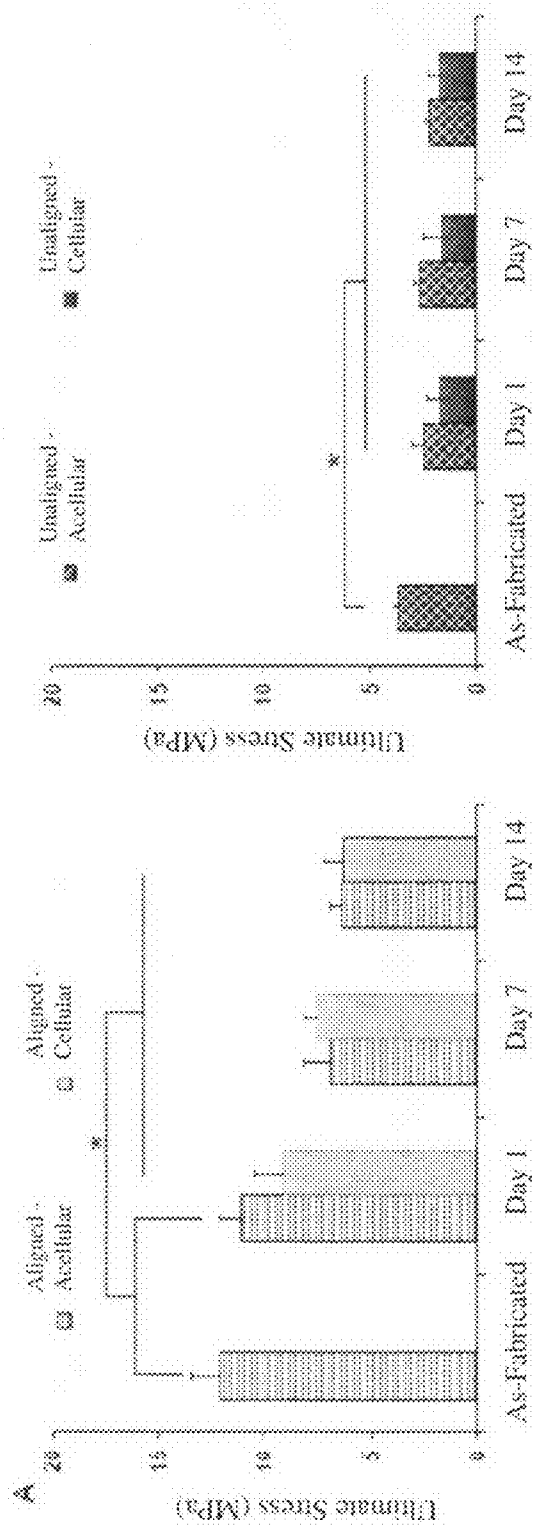 A
Aligned -
Acellular
Aligned -
Cellular
*
Ultimate Stress (MPa)
20
15
10
5
0
As-Fabricated
Day 1
Day 7
Day 14
Unaligned -
Acellular
Unaligned -
Cellular
*
Ultimate Stress (MPa)
20
15
10
5
0
As-Fabricated
Day 1
Day 7
Day 14